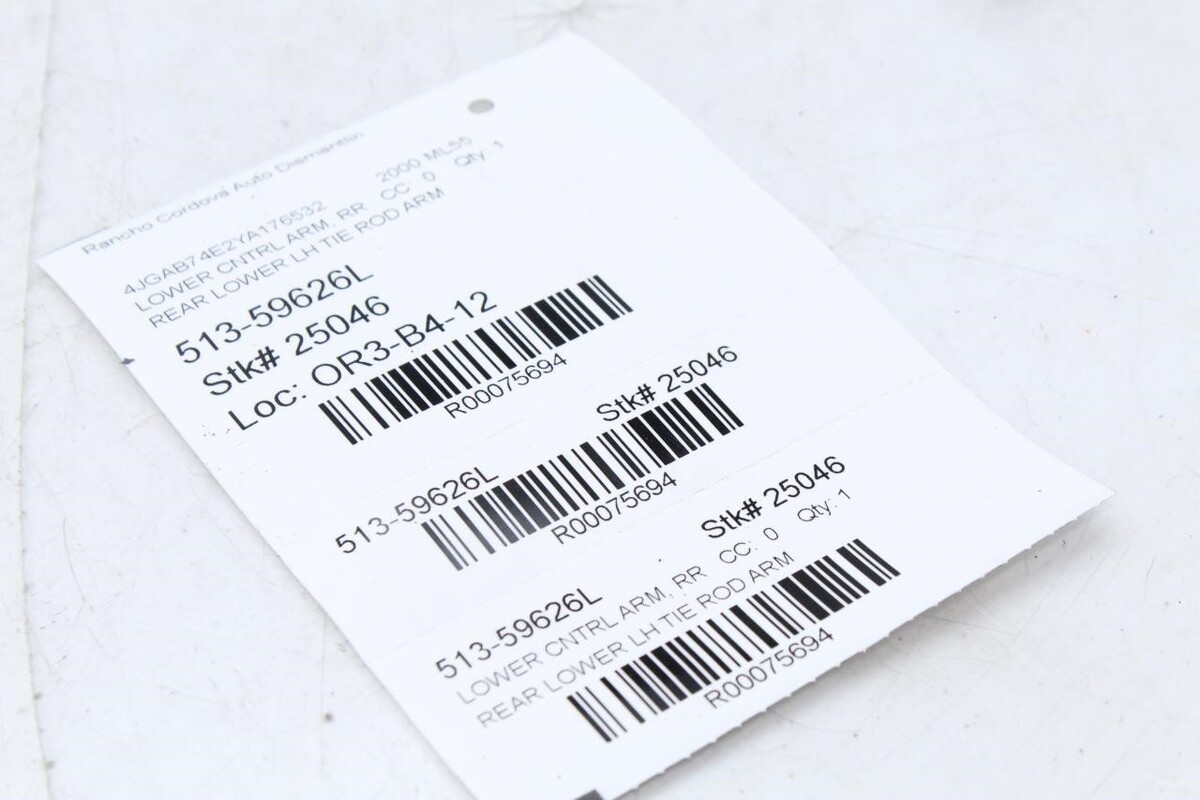 Rancho Cordova Auto Dismantlin
4JGAB74E2YA176532 2000 ML55
LOWER CNTRL ARM, RR CC 0 Qty: 1
REAR LOWER LH TIE ROD ARM
513-59626L
Stk# 25046
Loc: OR3-B4-12
R00075694
Stk# 25046
513-59626L
R00075694
Stk# 25046
513-59626L
LOWER CNTRL ARM, RR CC: 0 Qty: 1
REAR LOWER LH TIE ROD ARM
R00075694